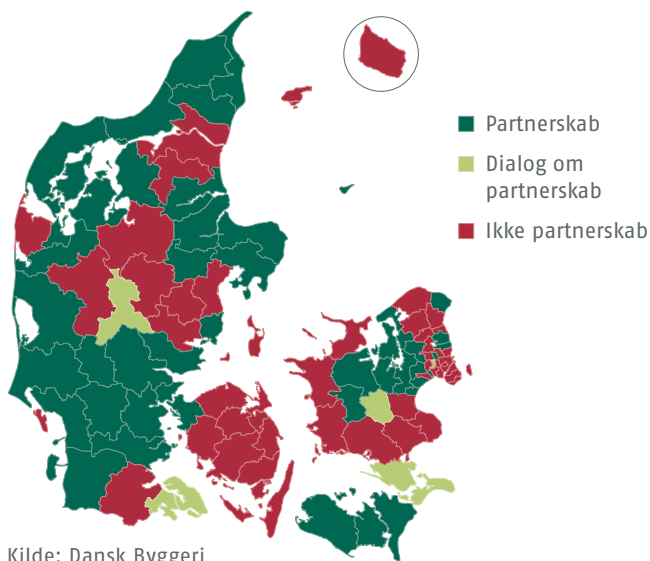 Partnerskab
Dialog om
partnerskab
Ikke partnerskab
Kilde: Dansk Byggeri